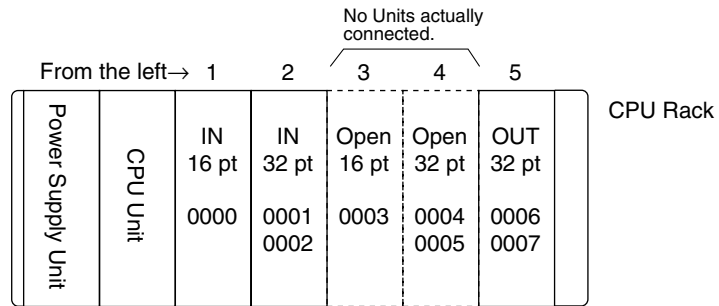 No Units actually
connected.
From the left→ 1 2 3 4 5
CPU Rack
Power Supply Unit
CPU Unit
IN IN Open Open OUT
16 pt 32 pt 16 pt 32 pt 32 pt
0000 0001 0003 0004 0006
0002 0005 0007